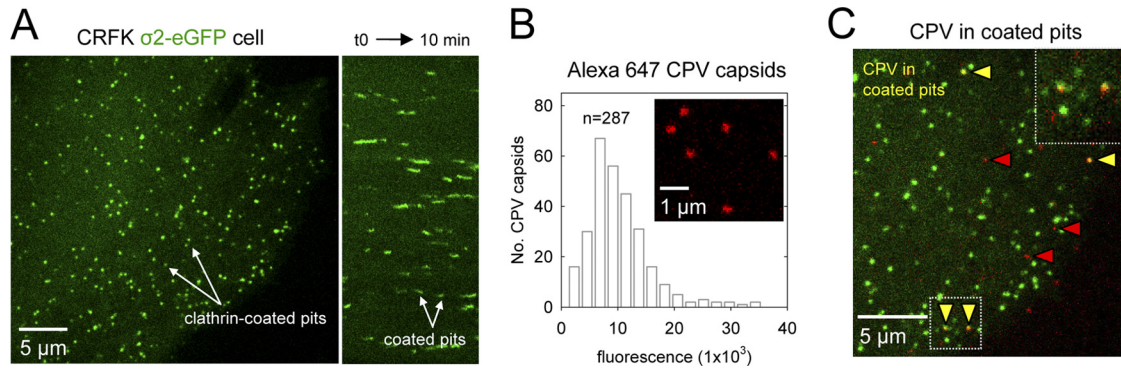 A
CRFK σ2-eGFP cell
t0 → 10 min
clathrin-coated pits
coated pits
5 µm
B
Alexa 647 CPV capsids
n=287
No. CPV capsids
80
60
40
20
0
0 10 20 30 40
fluorescence (1x10³)
1 µm
C
CPV in coated pits
CPV in
coated pits
5 µm